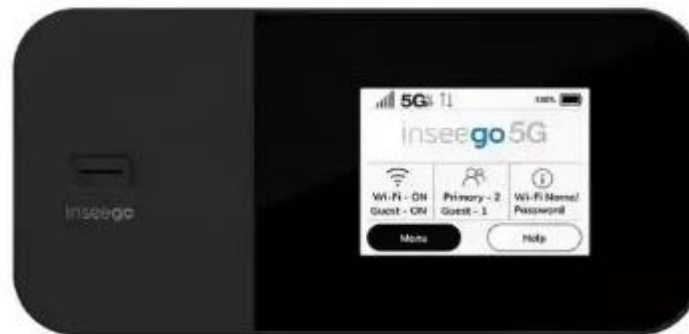 5G
100%
inseego 5G
Wi-Fi - ON
Guest - ON
Primary - 2
Guest - 1
Wi-Fi Name/
Password
Menu
Help
inseego